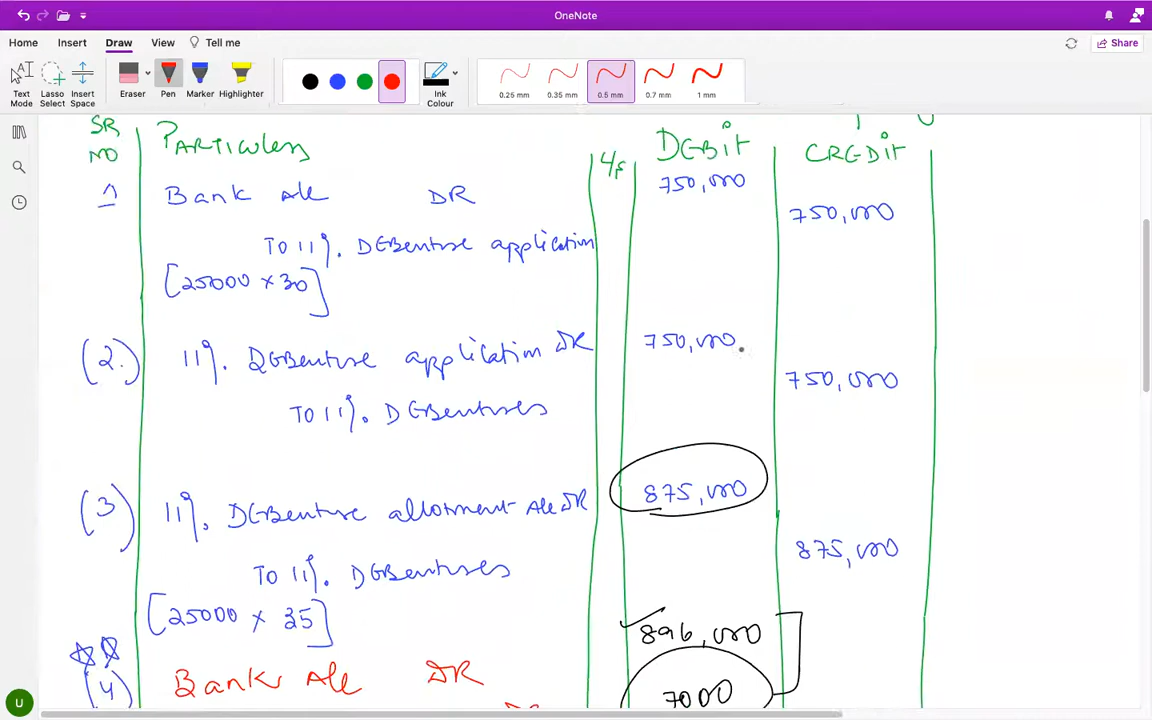 OneNote
Home Insert Draw View Tell me
Share
Text Mode
Lasso Select
Insert Space
Eraser
Pen
Marker
Highlighter
Ink Colour
0.25 mm
0.35 mm
0.5 mm
0.7 mm
1 mm
SR NO
L/F
DEBIT
CREDIT
1 Bank A/c DR 750,000
750,000
TO 11%. DEBenture application
[25000 × 30]
(2.) 11%. DEBenture application DR 750,000
TO 11%. DEBentures 750,000
(3) 11%. DEBenture allotment A/c DR 875,000
TO 11%. DEBentures 875,000
[25000 × 35]
896,000
(4) Bank A/c DR
7000
U